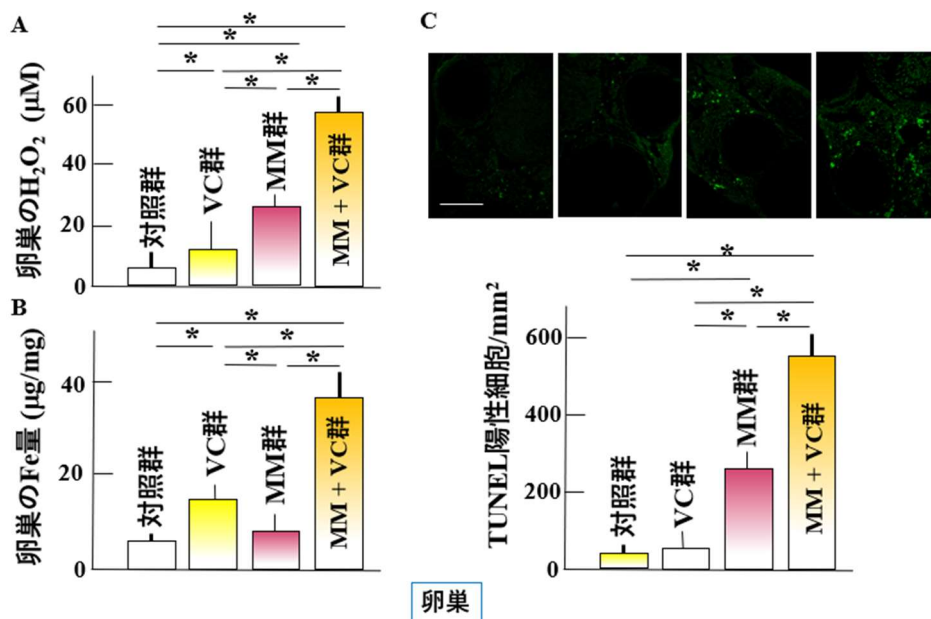 A
卵巣のH₂O₂ (μM)
60
40
20
0
対照群
VC群
MM群
MM + VC群
* * * * * *
B
卵巣のFe量 (μg/mg)
40
20
0
対照群
VC群
MM群
MM + VC群
* * * * *
C
TUNEL陽性細胞/mm²
600
400
200
0
対照群
VC群
MM群
MM + VC群
* * * * *
卵巣